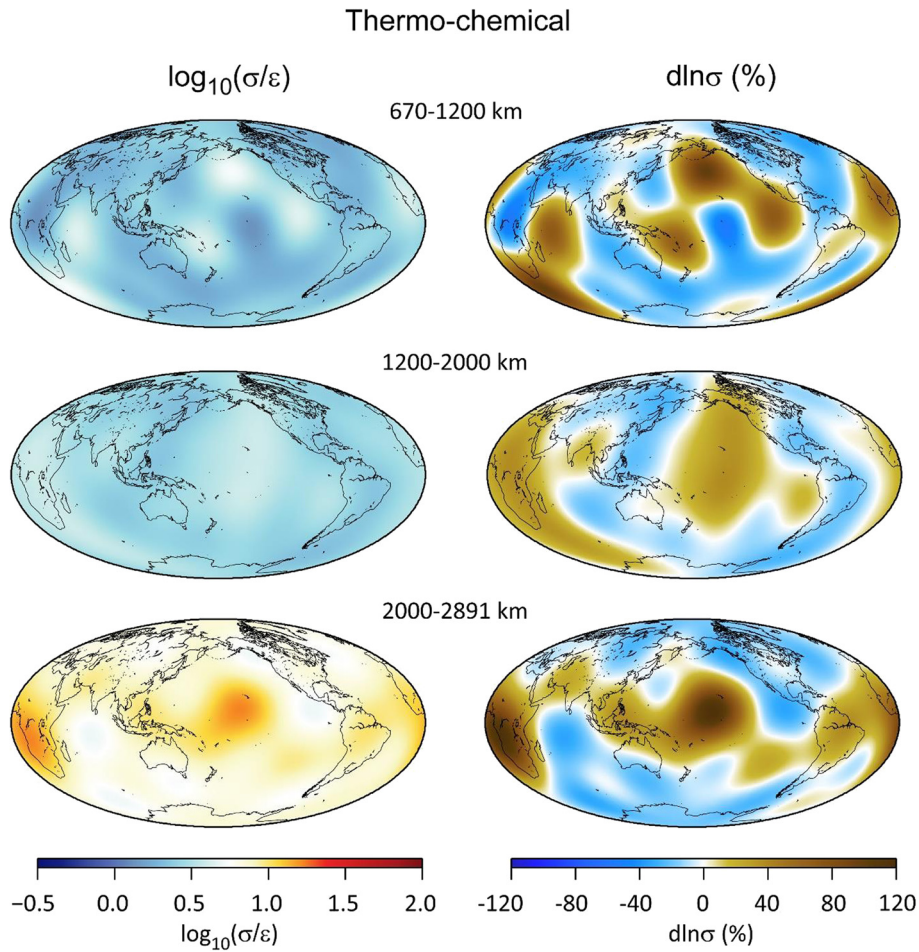 Thermo-chemical
log₁₀(σ/ε) dlnσ (%)
670-1200 km
1200-2000 km
2000-2891 km
−0.5 0.0 0.5 1.0 1.5 2.0
log₁₀(σ/ε)
-120 -80 -40 0 40 80 120
dlnσ (%)